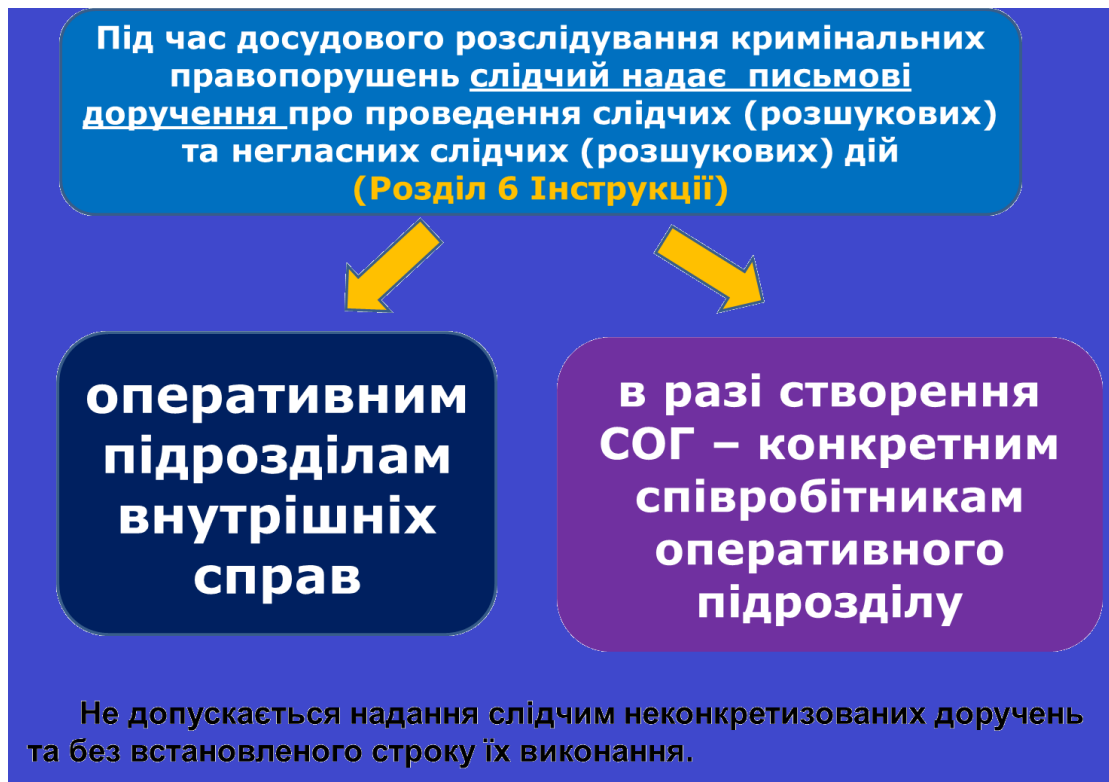 Під час досудового розслідування кримінальних
правопорушень слідчий надає  письмові
доручення про проведення слідчих (розшукових)
та негласних слідчих (розшукових) дій
(Розділ 6 Інструкції)
оперативним
підрозділам
внутрішніх
справ
в разі створення
СОГ – конкретним
співробітникам
оперативного
підрозділу
Не допускається надання слідчим неконкретизованих доручень
та без встановленого строку їх виконання.